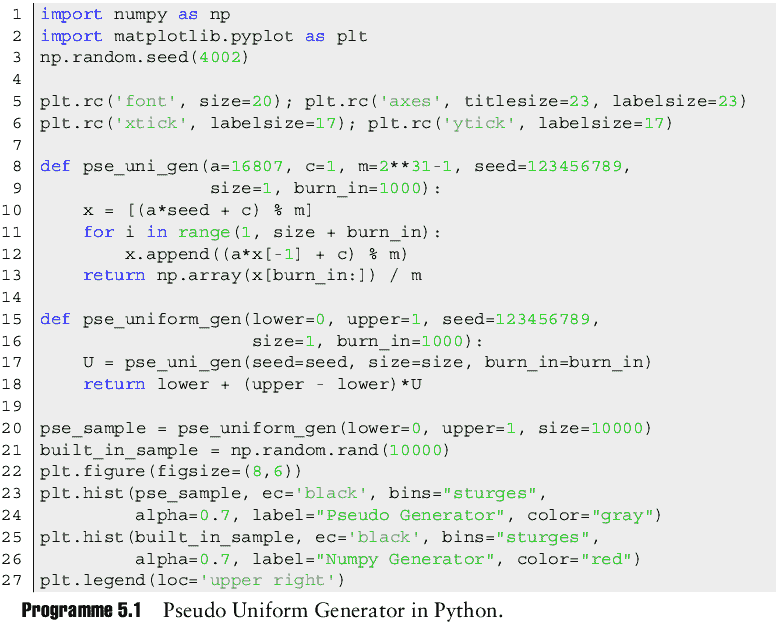 1 import numpy as np
2 import matplotlib.pyplot as plt
3 np.random.seed(4002)
4
5 plt.rc('font', size=20); plt.rc('axes', titlesize=23, labelsize=23)
6 plt.rc('xtick', labelsize=17); plt.rc('ytick', labelsize=17)
7
8 def pse_uni_gen(a=16807, c=1, m=2**31-1, seed=123456789,
9                 size=1, burn_in=1000):
10     x = [(a*seed + c) % m]
11     for i in range(1, size + burn_in):
12         x.append((a*x[-1] + c) % m)
13     return np.array(x[burn_in:]) / m
14
15 def pse_uniform_gen(lower=0, upper=1, seed=123456789,
16                     size=1, burn_in=1000):
17     U = pse_uni_gen(seed=seed, size=size, burn_in=burn_in)
18     return lower + (upper - lower)*U
19
20 pse_sample = pse_uniform_gen(lower=0, upper=1, size=10000)
21 built_in_sample = np.random.rand(10000)
22 plt.figure(figsize=(8,6))
23 plt.hist(pse_sample, ec='black', bins="sturges",
24          alpha=0.7, label="Pseudo Generator", color="gray")
25 plt.hist(built_in_sample, ec='black', bins="sturges",
26          alpha=0.7, label="Numpy Generator", color="red")
27 plt.legend(loc='upper right')
Programme 5.1 Pseudo Uniform Generator in Python.